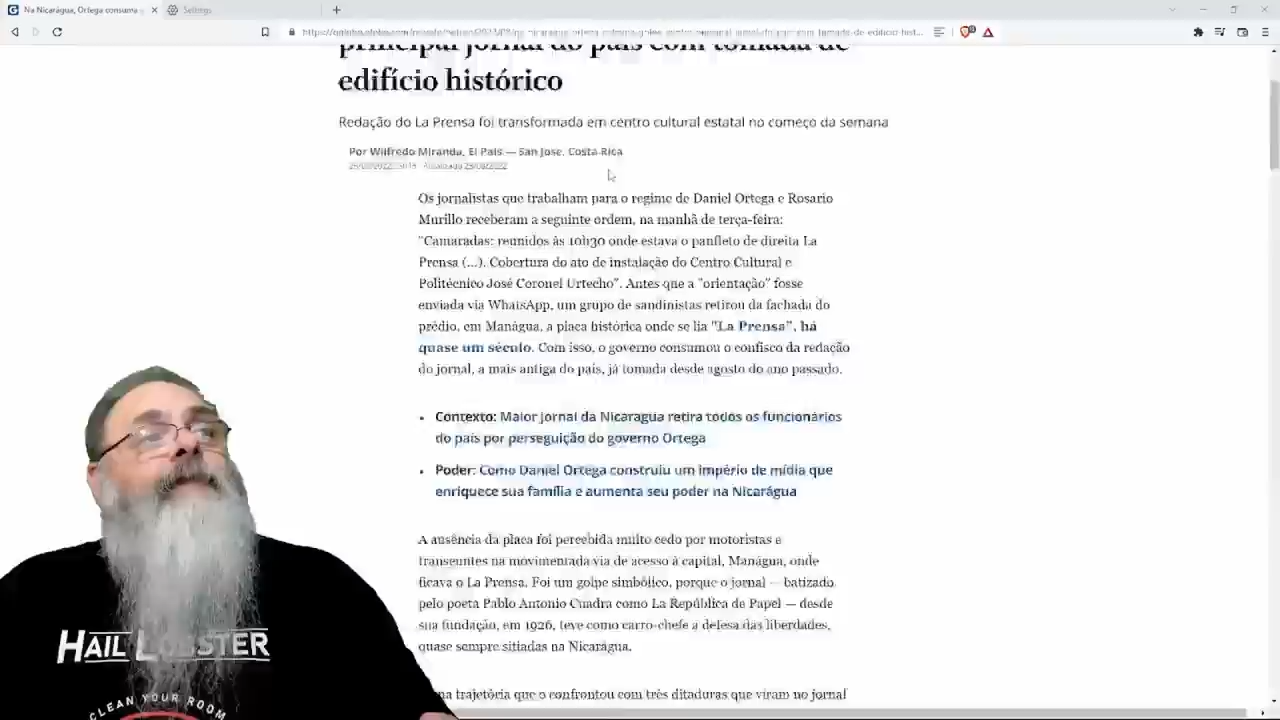 Na Nicarágua, Ortega consuma
Settings
principal jornal do país com tomada de
edifício histórico
Redação do La Prensa foi transformada em centro cultural estatal no começo da semana
Por Wilfredo Miranda, El País — San Jose, Costa Rica
Os jornalistas que trabalham para o regime de Daniel Ortega e Rosario
Murillo receberam a seguinte ordem, na manhã de terça-feira:
"Camaradas: reunidos às 10h30 onde estava o panfleto de direita La
Prensa (...). Cobertura do ato de instalação do Centro Cultural e
Politécnico José Coronel Urtecho". Antes que a "orientação" fosse
enviada via WhatsApp, um grupo de sandinistas retirou da fachada do
prédio, em Manágua, a placa histórica onde se lia "La Prensa", há
quase um século. Com isso, o governo consumou o confisco da redação
do jornal, a mais antiga do país, já tomada desde agosto do ano passado.
• Contexto: Maior jornal da Nicaragua retira todos os funcionários
do país por perseguição do governo Ortega
• Poder: Como Daniel Ortega construiu um império de mídia que
enriquece sua família e aumenta seu poder na Nicarágua
A ausência da placa foi percebida muito cedo por motoristas e
transeuntes na movimentada via de acesso à capital, Manágua, onde
ficava o La Prensa. Foi um golpe simbólico, porque o jornal — batizado
pelo poeta Pablo Antonio Cuadra como La República de Papel — desde
sua fundação, em 1926, teve como carro-chefe a defesa das liberdades,
quase sempre sitiadas na Nicarágua.
trajetória que o confrontou com três ditaduras que viram no jornal
HAIL LOBSTER
CLEAN YOUR ROOM